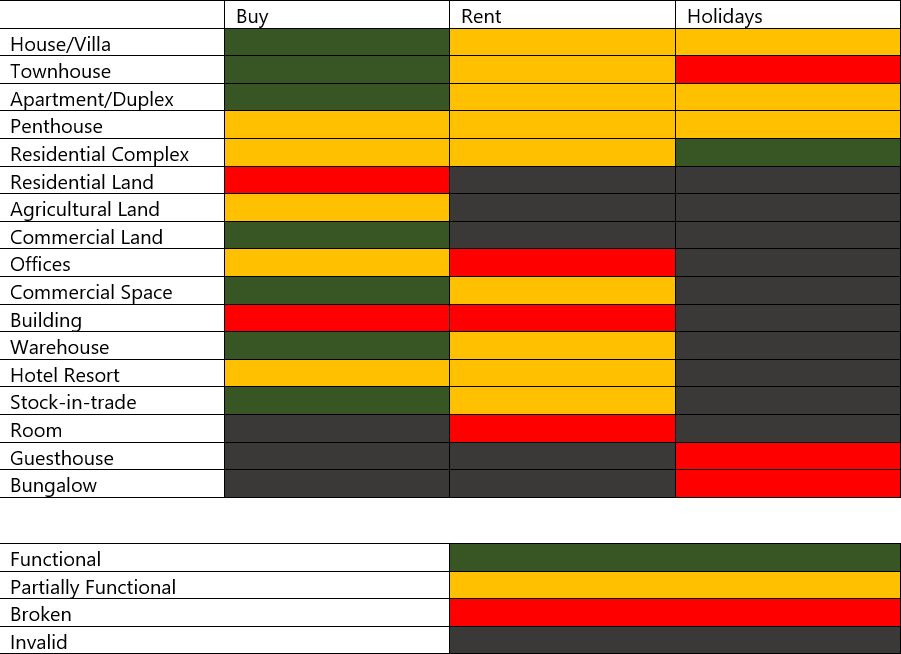 Buy Rent Holidays
House/Villa
Townhouse
Apartment/Duplex
Penthouse
Residential Complex
Residential Land
Agricultural Land
Commercial Land
Offices
Commercial Space
Building
Warehouse
Hotel Resort
Stock-in-trade
Room
Guesthouse
Bungalow
Functional
Partially Functional
Broken
Invalid